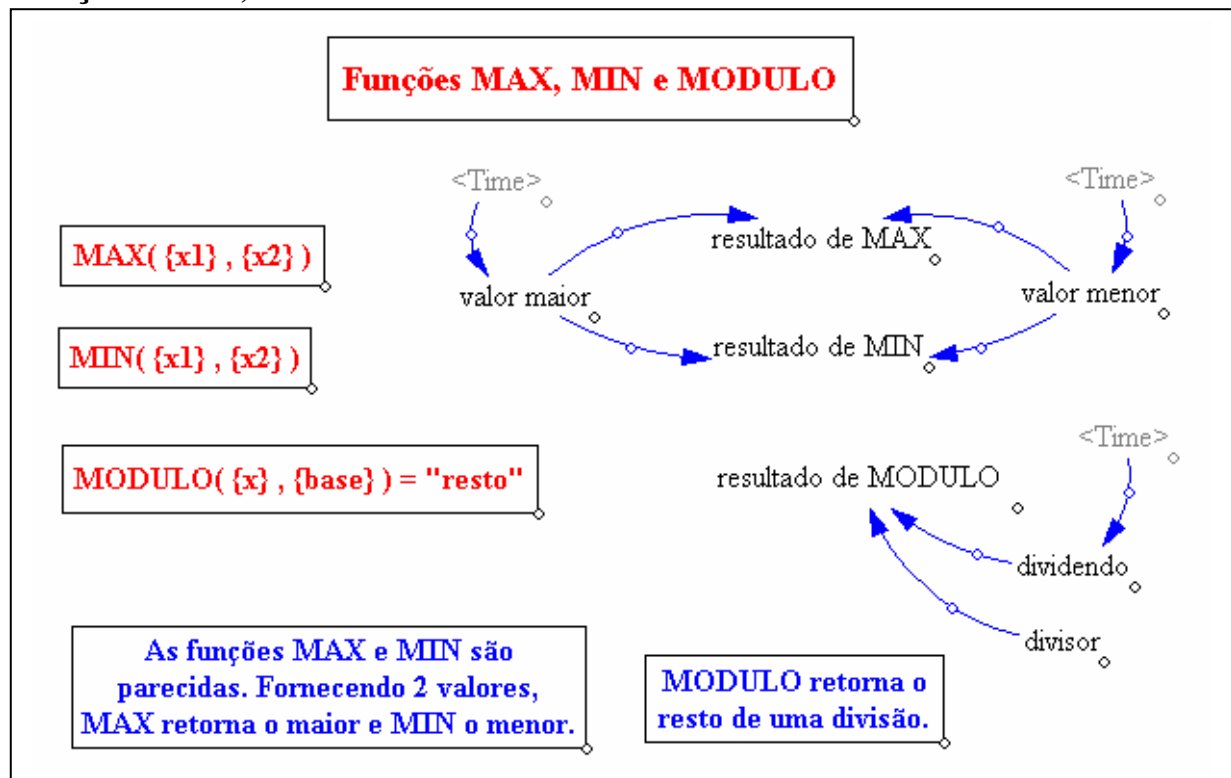 Funções MAX, MIN e MODULO
<Time>
<Time>
MAX( {x1} , {x2} )
resultado de MAX
valor maior
valor menor
MIN( {x1} , {x2} )
resultado de MIN
<Time>
MODULO( {x} , {base} ) = "resto"
resultado de MODULO
dividendo
divisor
As funções MAX e MIN são
parecidas. Fornecendo 2 valores,
MAX retorna o maior e MIN o menor.
MODULO retorna o
resto de uma divisão.